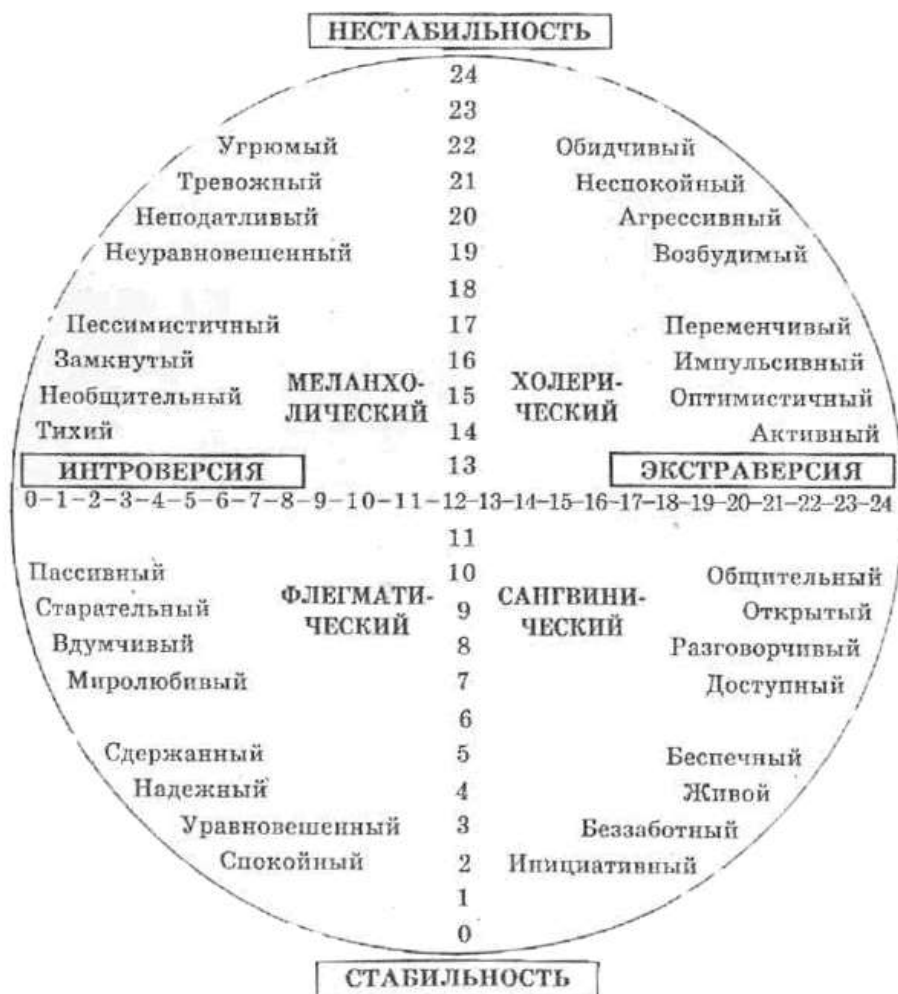 НЕСТАБИЛЬНОСТЬ
24
23
Угрюмый 22 Обидчивый
Тревожный 21 Неспокойный
Неподатливый 20 Агрессивный
Неуравновешенный 19 Возбудимый
18
Пессимистичный 17 Переменчивый
Замкнутый 16 Импульсивный
МЕЛАНХО- ХОЛЕРИ-
Необщительный 15 Оптимистичный
ЛИЧЕСКИЙ ЧЕСКИЙ
Тихий 14 Активный
ИНТРОВЕРСИЯ 13 ЭКСТРАВЕРСИЯ
0-1-2-3-4-5-6-7-8-9-10-11-12-13-14-15-16-17-18-19-20-21-22-23-24
11
Пассивный 10 Общительный
ФЛЕГМАТИ- САНГВИНИ-
Старательный 9 Открытый
ЧЕСКИЙ ЧЕСКИЙ
Вдумчивый 8 Разговорчивый
Миролюбивый 7 Доступный
6
Сдержанный 5 Беспечный
Надежный 4 Живой
Уравновешенный 3 Беззаботный
Спокойный 2 Инициативный
1
0
СТАБИЛЬНОСТЬ